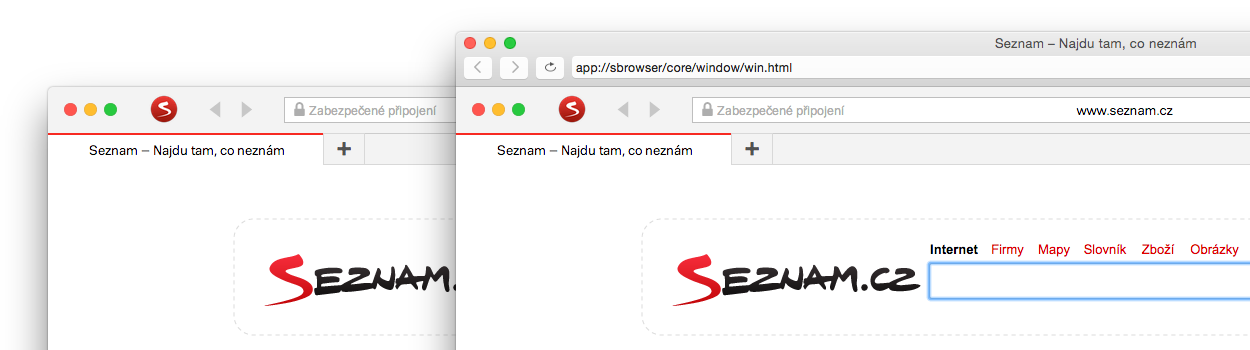 Seznam – Najdu tam, co neznám
app://sbrowser/core/window/win.html
Zabezpečené připojení
Zabezpečené připojení
www.seznam.cz
Seznam – Najdu tam, co neznám
Seznam – Najdu tam, co neznám
Internet Firmy Mapy Slovník Zboží Obrázky
SEZNAM.
SEZNAM.CZ